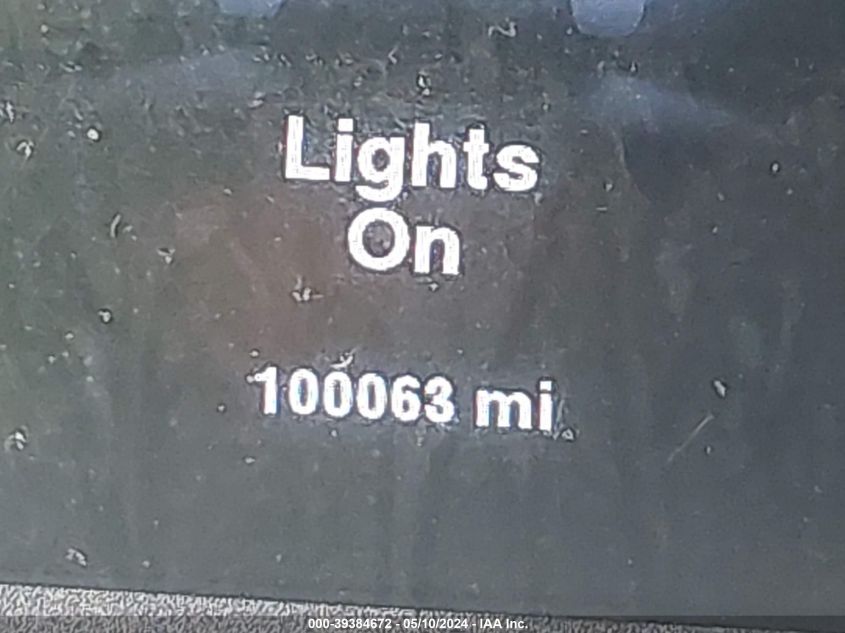 Lights
On
100063 mi
000-39384672 - 05/10/2024 - IAA Inc.